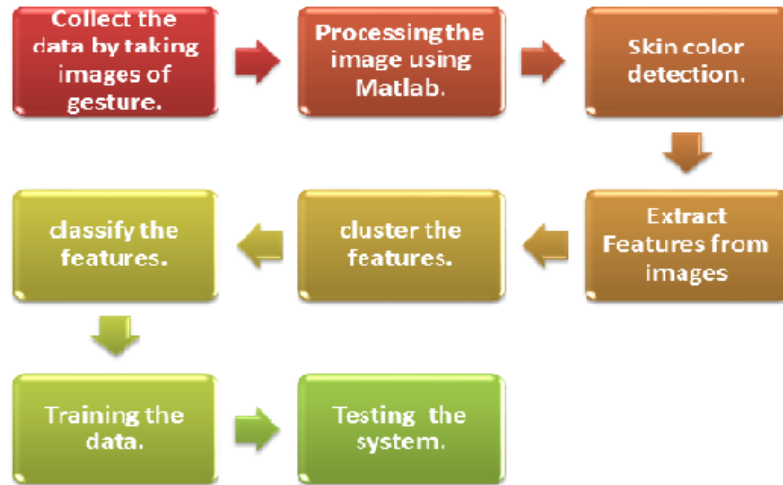 Collect the
data by taking
images of
gesture.
Processing the
image using
Matlab.
Skin color
detection.
Extract
Features from
images
cluster the
features.
classify the
features.
Training the
data.
Testing the
system.